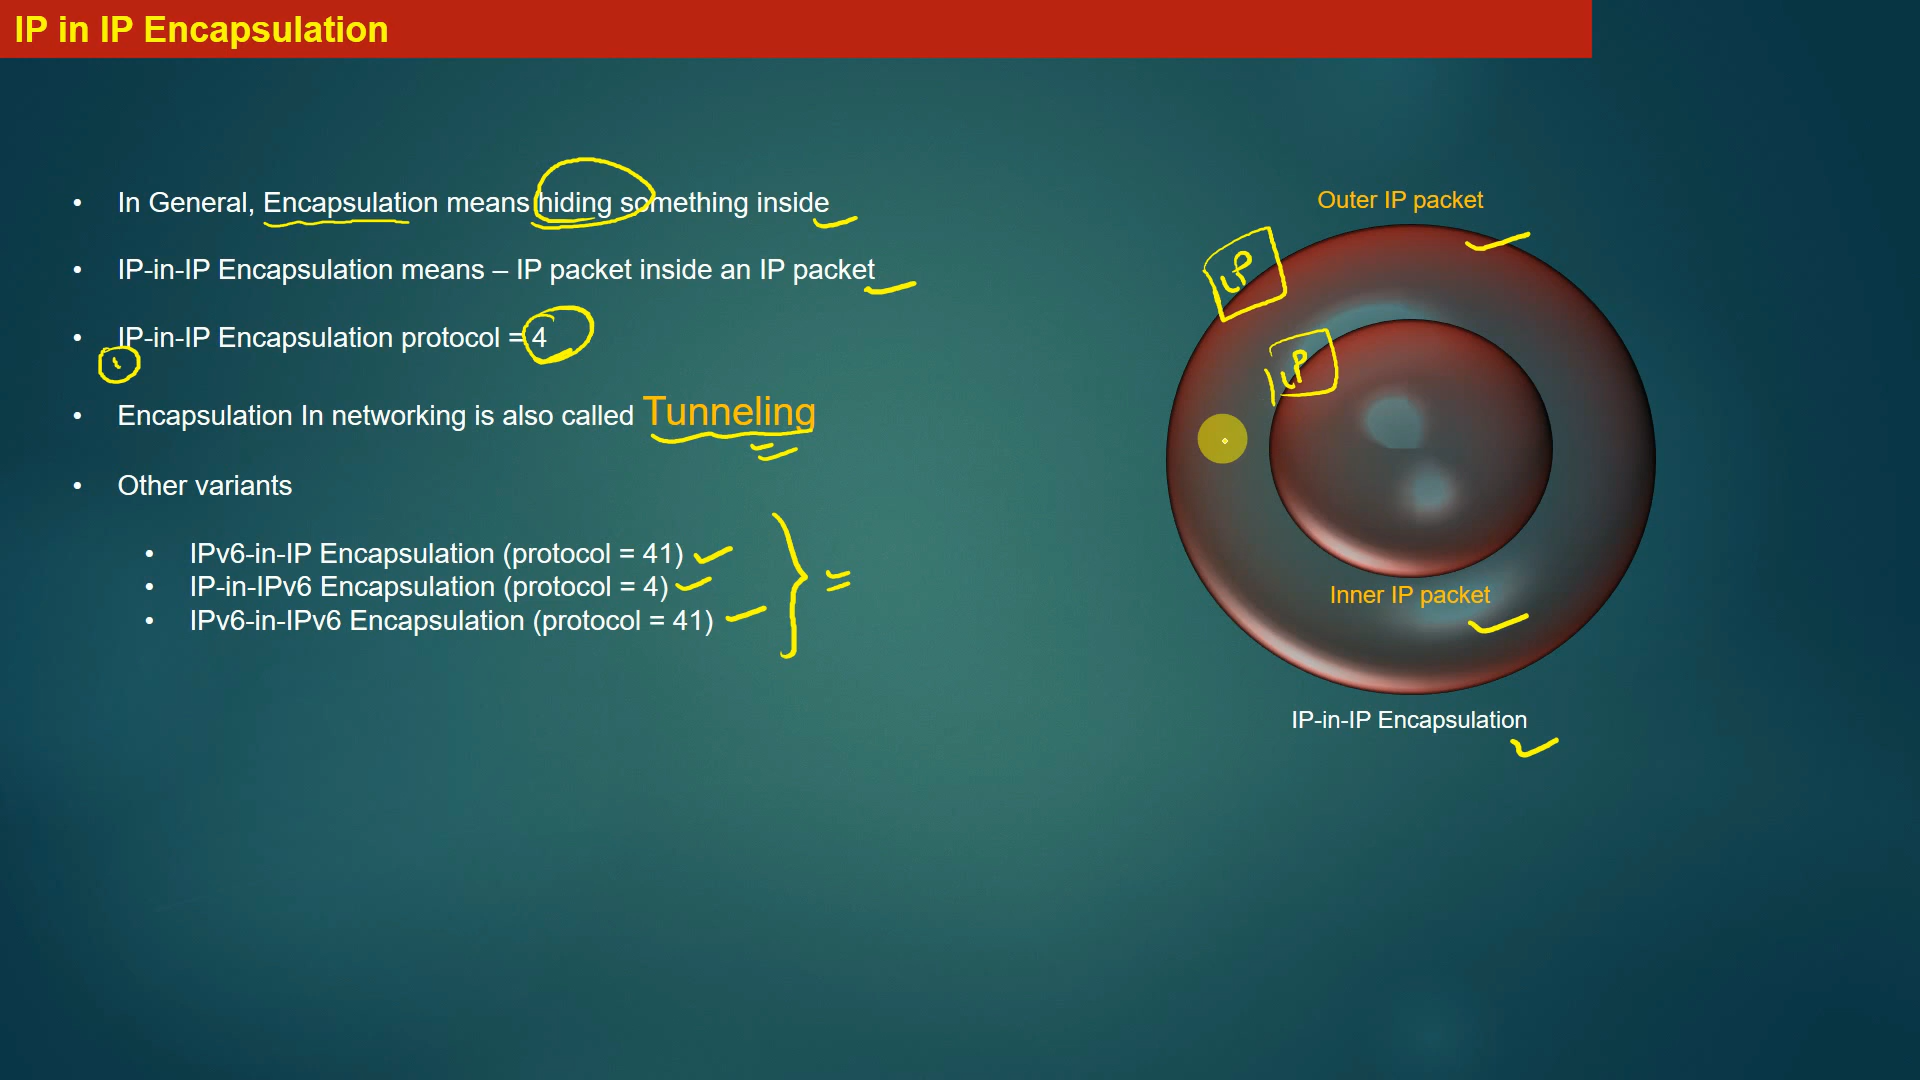 IP in IP Encapsulation
• In General, Encapsulation means hiding something inside
• IP-in-IP Encapsulation means – IP packet inside an IP packet
• IP-in-IP Encapsulation protocol = 4
• Encapsulation In networking is also called Tunneling
• Other variants
• IPv6-in-IP Encapsulation (protocol = 41)
• IP-in-IPv6 Encapsulation (protocol = 4)
• IPv6-in-IPv6 Encapsulation (protocol = 41)
Outer IP packet
IP
IP
Inner IP packet
IP-in-IP Encapsulation